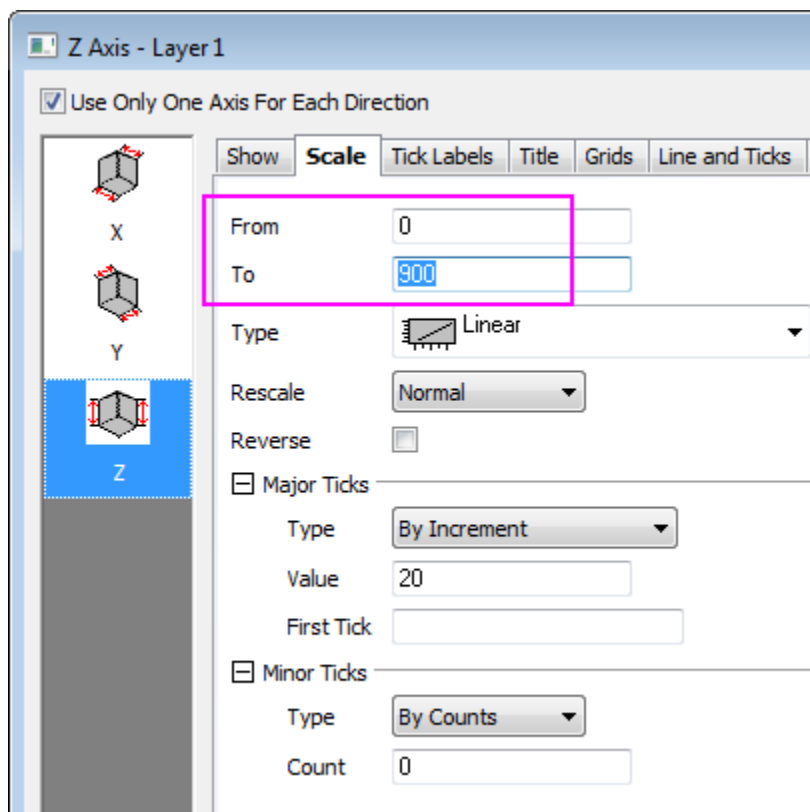 Z Axis - Layer 1
Use Only One Axis For Each Direction
X
Y
Z
Show Scale Tick Labels Title Grids Line and Ticks
From 0
To 900
Type Linear
Rescale Normal
Reverse
Major Ticks
Type By Increment
Value 20
First Tick
Minor Ticks
Type By Counts
Count 0